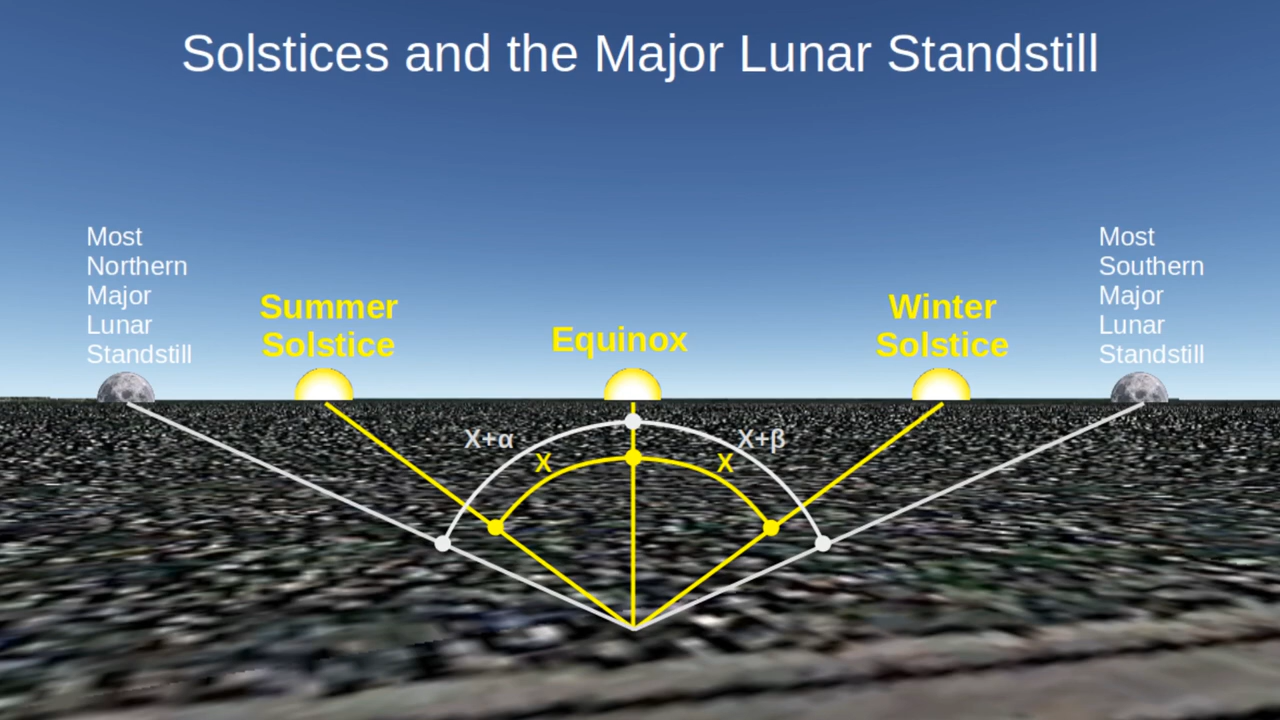 Solstices and the Major Lunar Standstill
Most
Northern
Major
Lunar
Standstill
Summer
Solstice
Equinox
Winter
Solstice
Most
Southern
Major
Lunar
Standstill
X+α
X
X
X+β